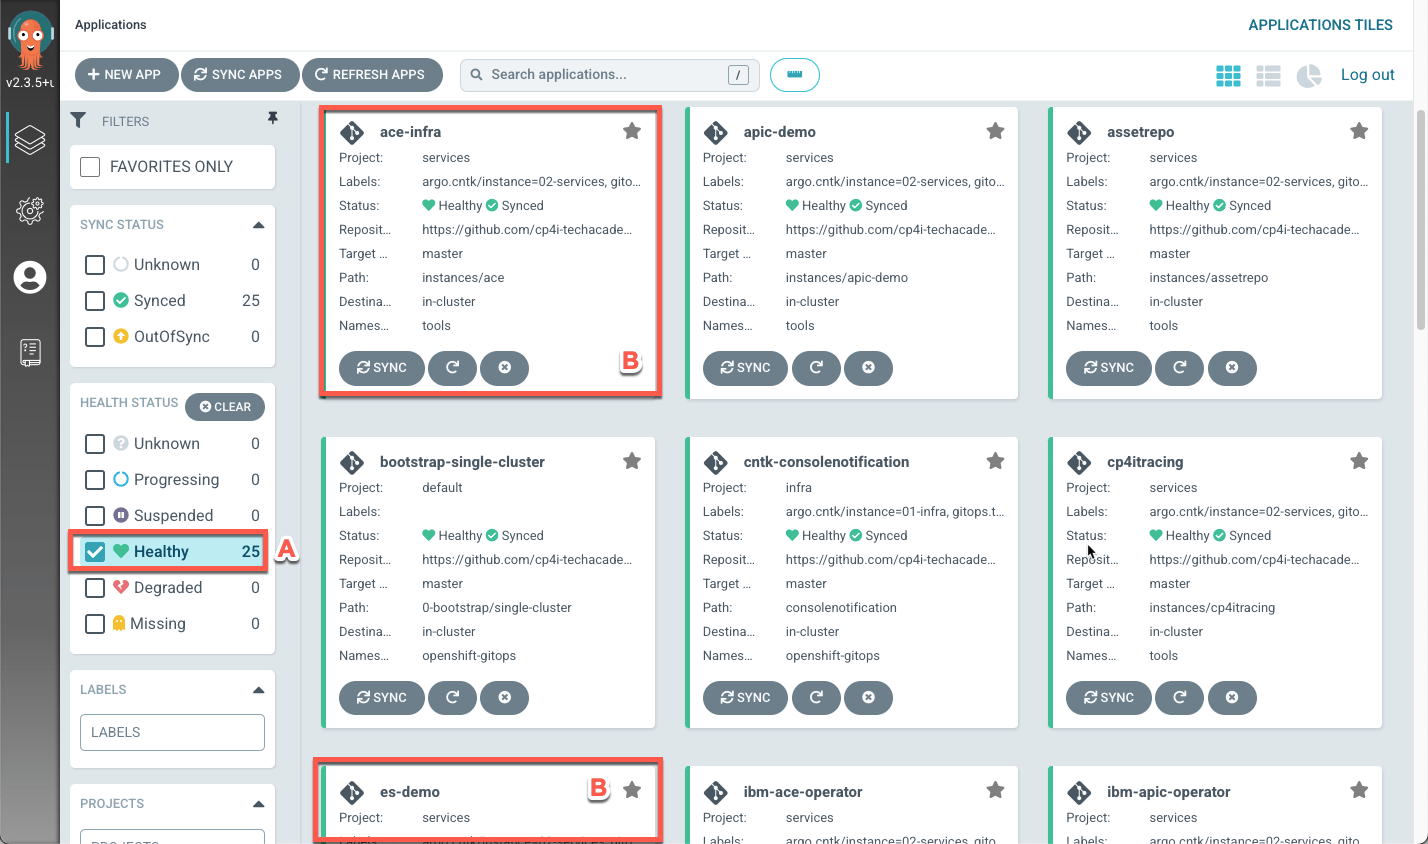 Applications
APPLICATIONS TILES
v2.3.5+u
NEW APP
SYNC APPS
REFRESH APPS
Search applications...
/
Log out
FILTERS
FAVORITES ONLY
SYNC STATUS
Unknown 0
Synced 25
OutOfSync 0
HEALTH STATUS
CLEAR
Unknown 0
Progressing 0
Suspended 0
Healthy 25
A
Degraded 0
Missing 0
LABELS
LABELS
PROJECTS
PROJECTS
ace-infra
Project: services
Labels: argo.cntk/instance=02-services, gito...
Status: Healthy Synced
Reposit... https://github.com/cp4i-techacade...
Target ... master
Path: instances/ace
Destina... in-cluster
Names... tools
SYNC
B
apic-demo
Project: services
Labels: argo.cntk/instance=02-services, gito...
Status: Healthy Synced
Reposit... https://github.com/cp4i-techacade...
Target ... master
Path: instances/apic-demo
Destina... in-cluster
Names... tools
SYNC
assetrepo
Project: services
Labels: argo.cntk/instance=02-services, gito...
Status: Healthy Synced
Reposit... https://github.com/cp4i-techacade...
Target ... master
Path: instances/assetrepo
Destina... in-cluster
Names... tools
SYNC
bootstrap-single-cluster
Project: default
Labels:
Status: Healthy Synced
Reposit... https://github.com/cp4i-techacade...
Target ... master
Path: 0-bootstrap/single-cluster
Destina... in-cluster
Names... openshift-gitops
SYNC
cntk-consolenotification
Project: infra
Labels: argo.cntk/instance=01-infra, gitops.t...
Status: Healthy Synced
Reposit... https://github.com/cp4i-techacade...
Target ... master
Path: consolenotification
Destina... in-cluster
Names... openshift-gitops
SYNC
cp4itracing
Project: services
Labels: argo.cntk/instance=02-services, gito...
Status: Healthy Synced
Reposit... https://github.com/cp4i-techacade...
Target ... master
Path: instances/cp4itracing
Destina... in-cluster
Names... tools
SYNC
es-demo
B
Project: services
Labels: argo.cntk/instance=02-services, gito...
ibm-ace-operator
Project: services
Labels: argo.cntk/instance=02-services, gito...
ibm-apic-operator
Project: services
Labels: argo.cntk/instance=02-services, gito...